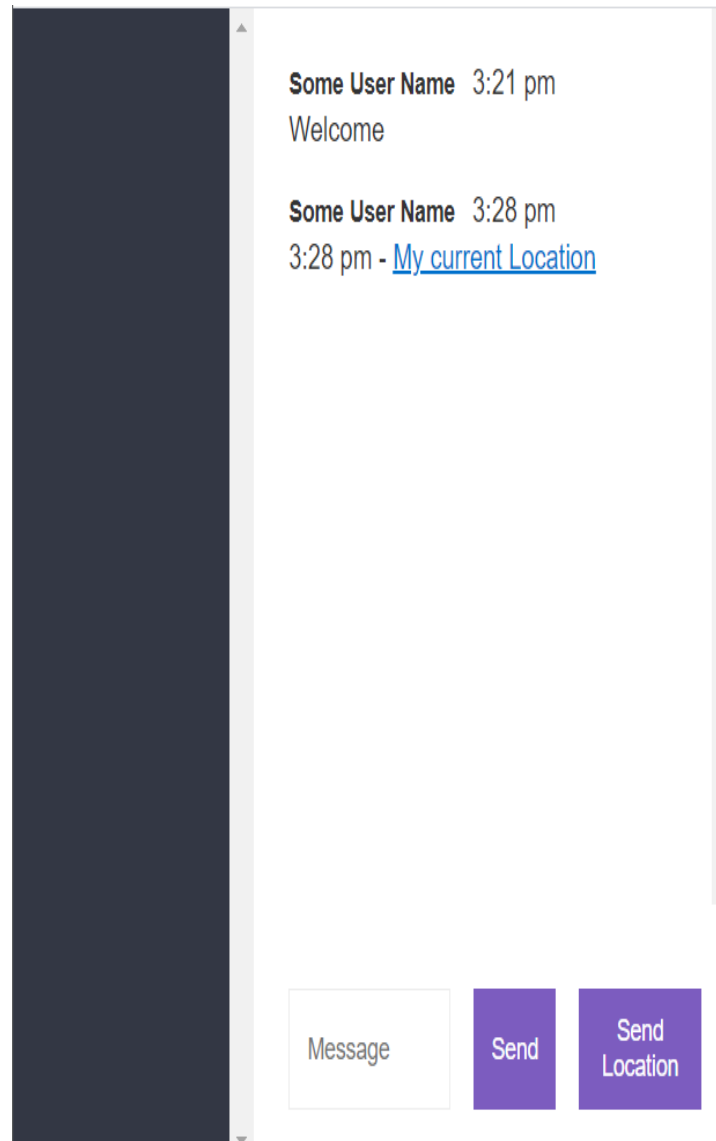 Some User Name 3:21 pm
Welcome
Some User Name 3:28 pm
3:28 pm - My current Location
Message
Send
Send
Location